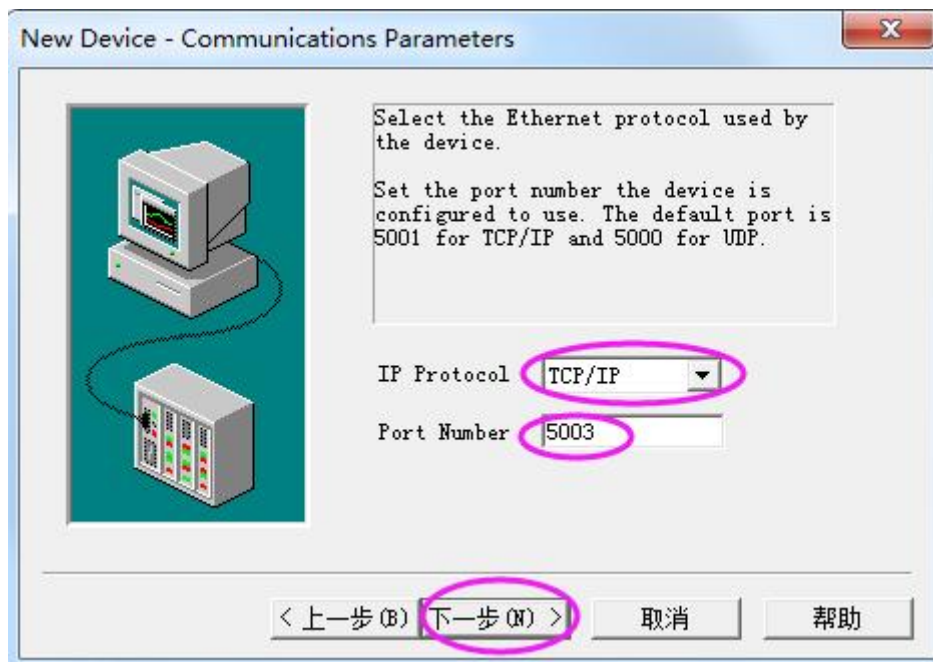 New Device - Communications Parameters
Select the Ethernet protocol used by
the device.
Set the port number the device is
configured to use. The default port is
5001 for TCP/IP and 5000 for UDP.
IP Protocol TCP/IP
Port Number 5003
< 上一步(B) 下一步(N) > 取消 帮助